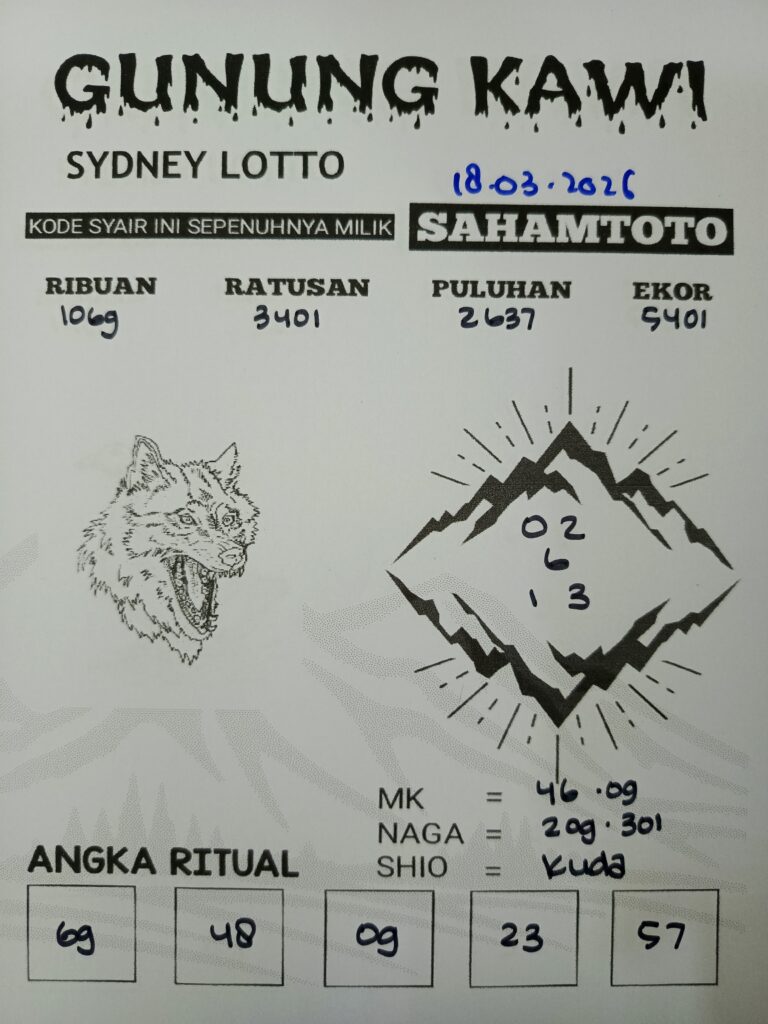 GUNUNG KAWI
SYDNEY LOTTO
18.03.2026
KODE SYAIR INI SEPENUHNYA MILIK SAHAMTOTO
RIBUAN RATUSAN PULUHAN EKOR
1069 3401 2637 5401
0 2
6
1 3
MK = 46 . 09
NAGA = 209 . 301
SHIO = Kuda
ANGKA RITUAL
69 48 09 23 57